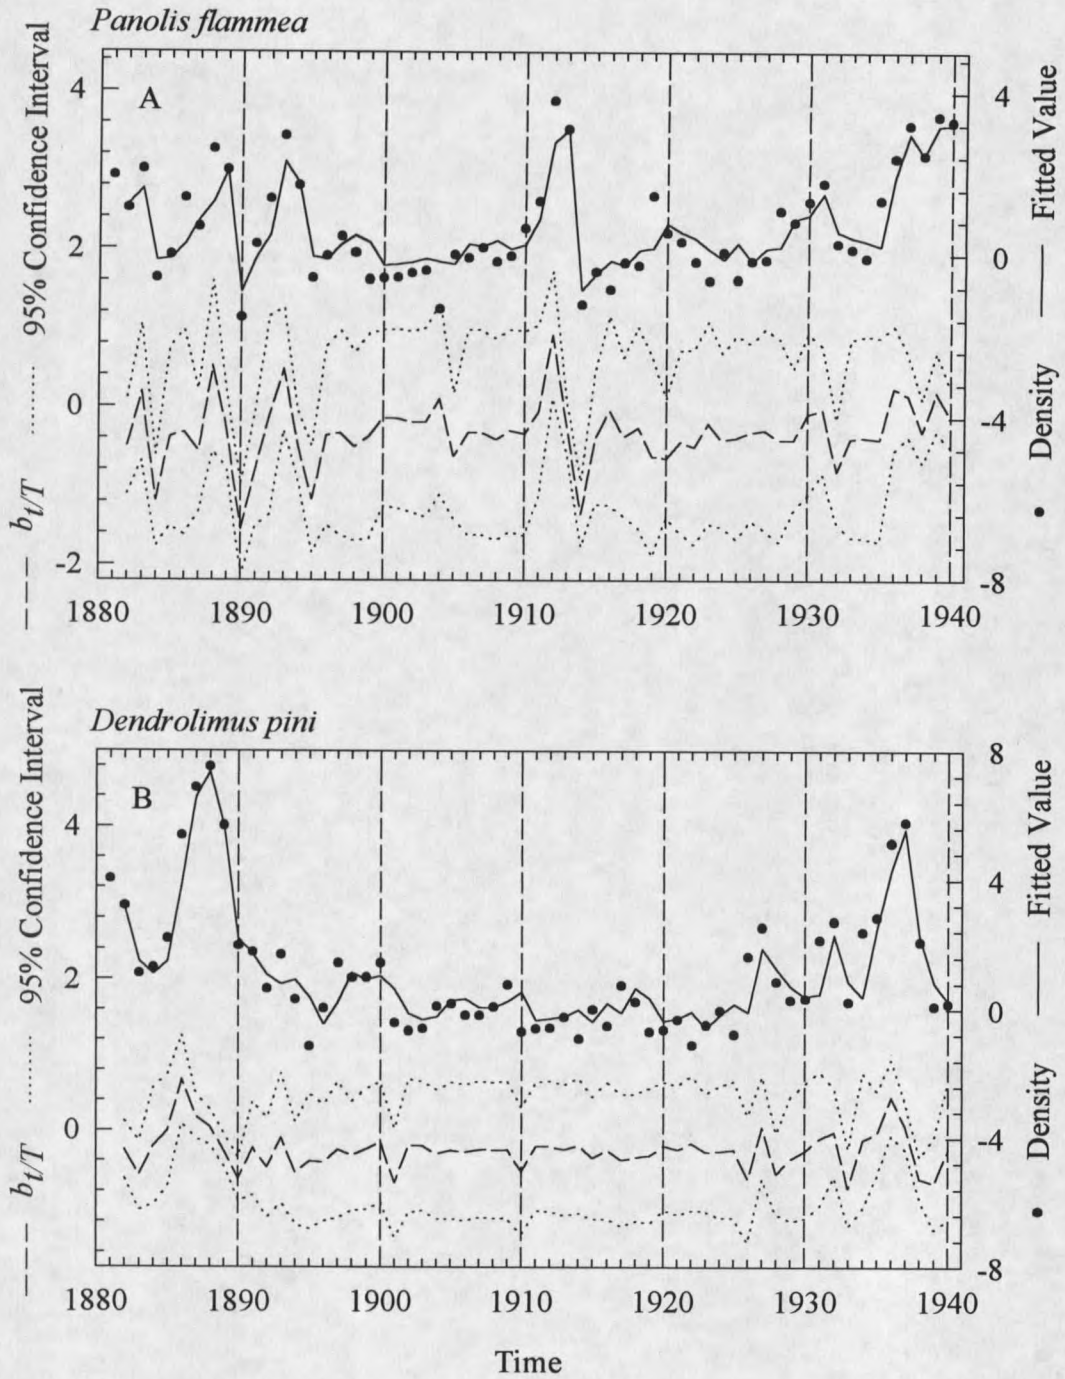 Panolis flammea
A
4
2
0
-2
4
0
-4
-8
1880 1890 1900 1910 1920 1930 1940
b_{t/T} 95% Confidence Interval
Density Fitted Value
Dendrolimus pini
B
4
2
0
8
4
0
-4
-8
1880 1890 1900 1910 1920 1930 1940
b_{t/T} 95% Confidence Interval
Density Fitted Value
Time